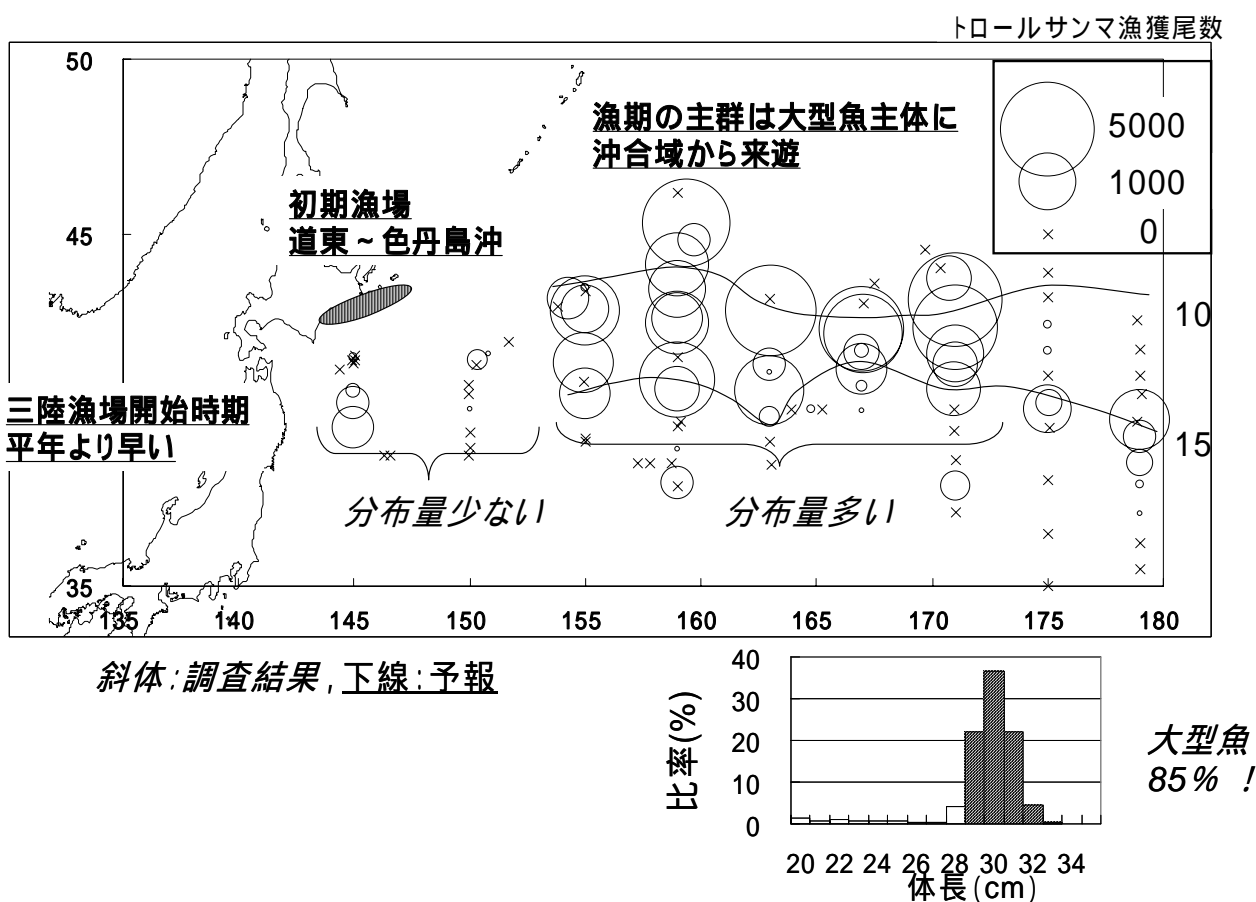 トロールサンマ漁獲尾数
50
漁期の主群は大型魚主体に
沖合域から来遊
5000
1000
0
初期漁場
道東～色丹島沖
45
10
三陸漁場開始時期
平年より早い
15
分布量少ない
分布量多い
35
135 140 145 150 155 160 165 170 175 180
斜体:調査結果,下線:予報
40
30
20
10
0
比率(%)
大型魚
85% !
20 22 24 26 28 30 32 34
体長(cm)